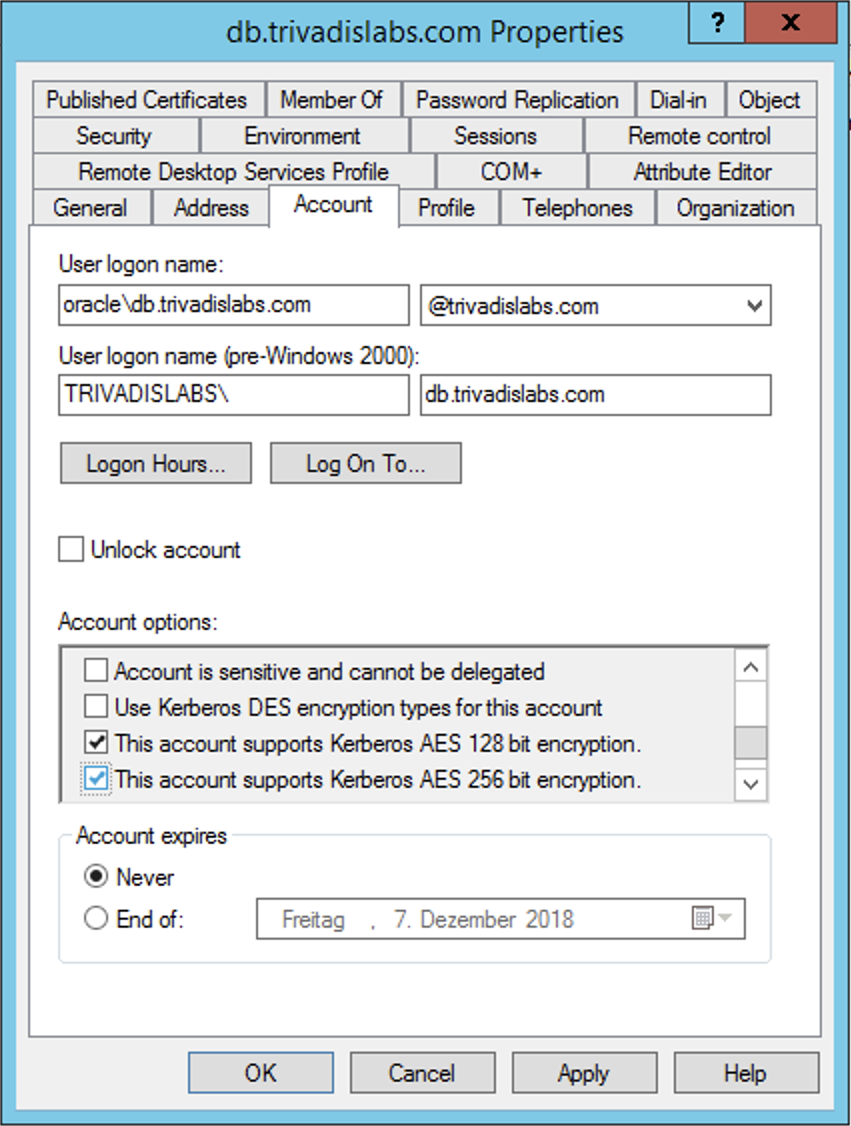 db.trivadislabs.com Properties
?
x
Published Certificates
Member Of
Password Replication
Dial-in
Object
Security
Environment
Sessions
Remote control
Remote Desktop Services Profile
COM+
Attribute Editor
General
Address
Account
Profile
Telephones
Organization
User logon name:
oracle\db.trivadislabs.com
@trivadislabs.com
User logon name (pre-Windows 2000):
TRIVADISLABS\
db.trivadislabs.com
Logon Hours...
Log On To...
Unlock account
Account options:
Account is sensitive and cannot be delegated
Use Kerberos DES encryption types for this account
This account supports Kerberos AES 128 bit encryption.
This account supports Kerberos AES 256 bit encryption.
Account expires
Never
End of:
Freitag , 7. Dezember 2018
OK
Cancel
Apply
Help